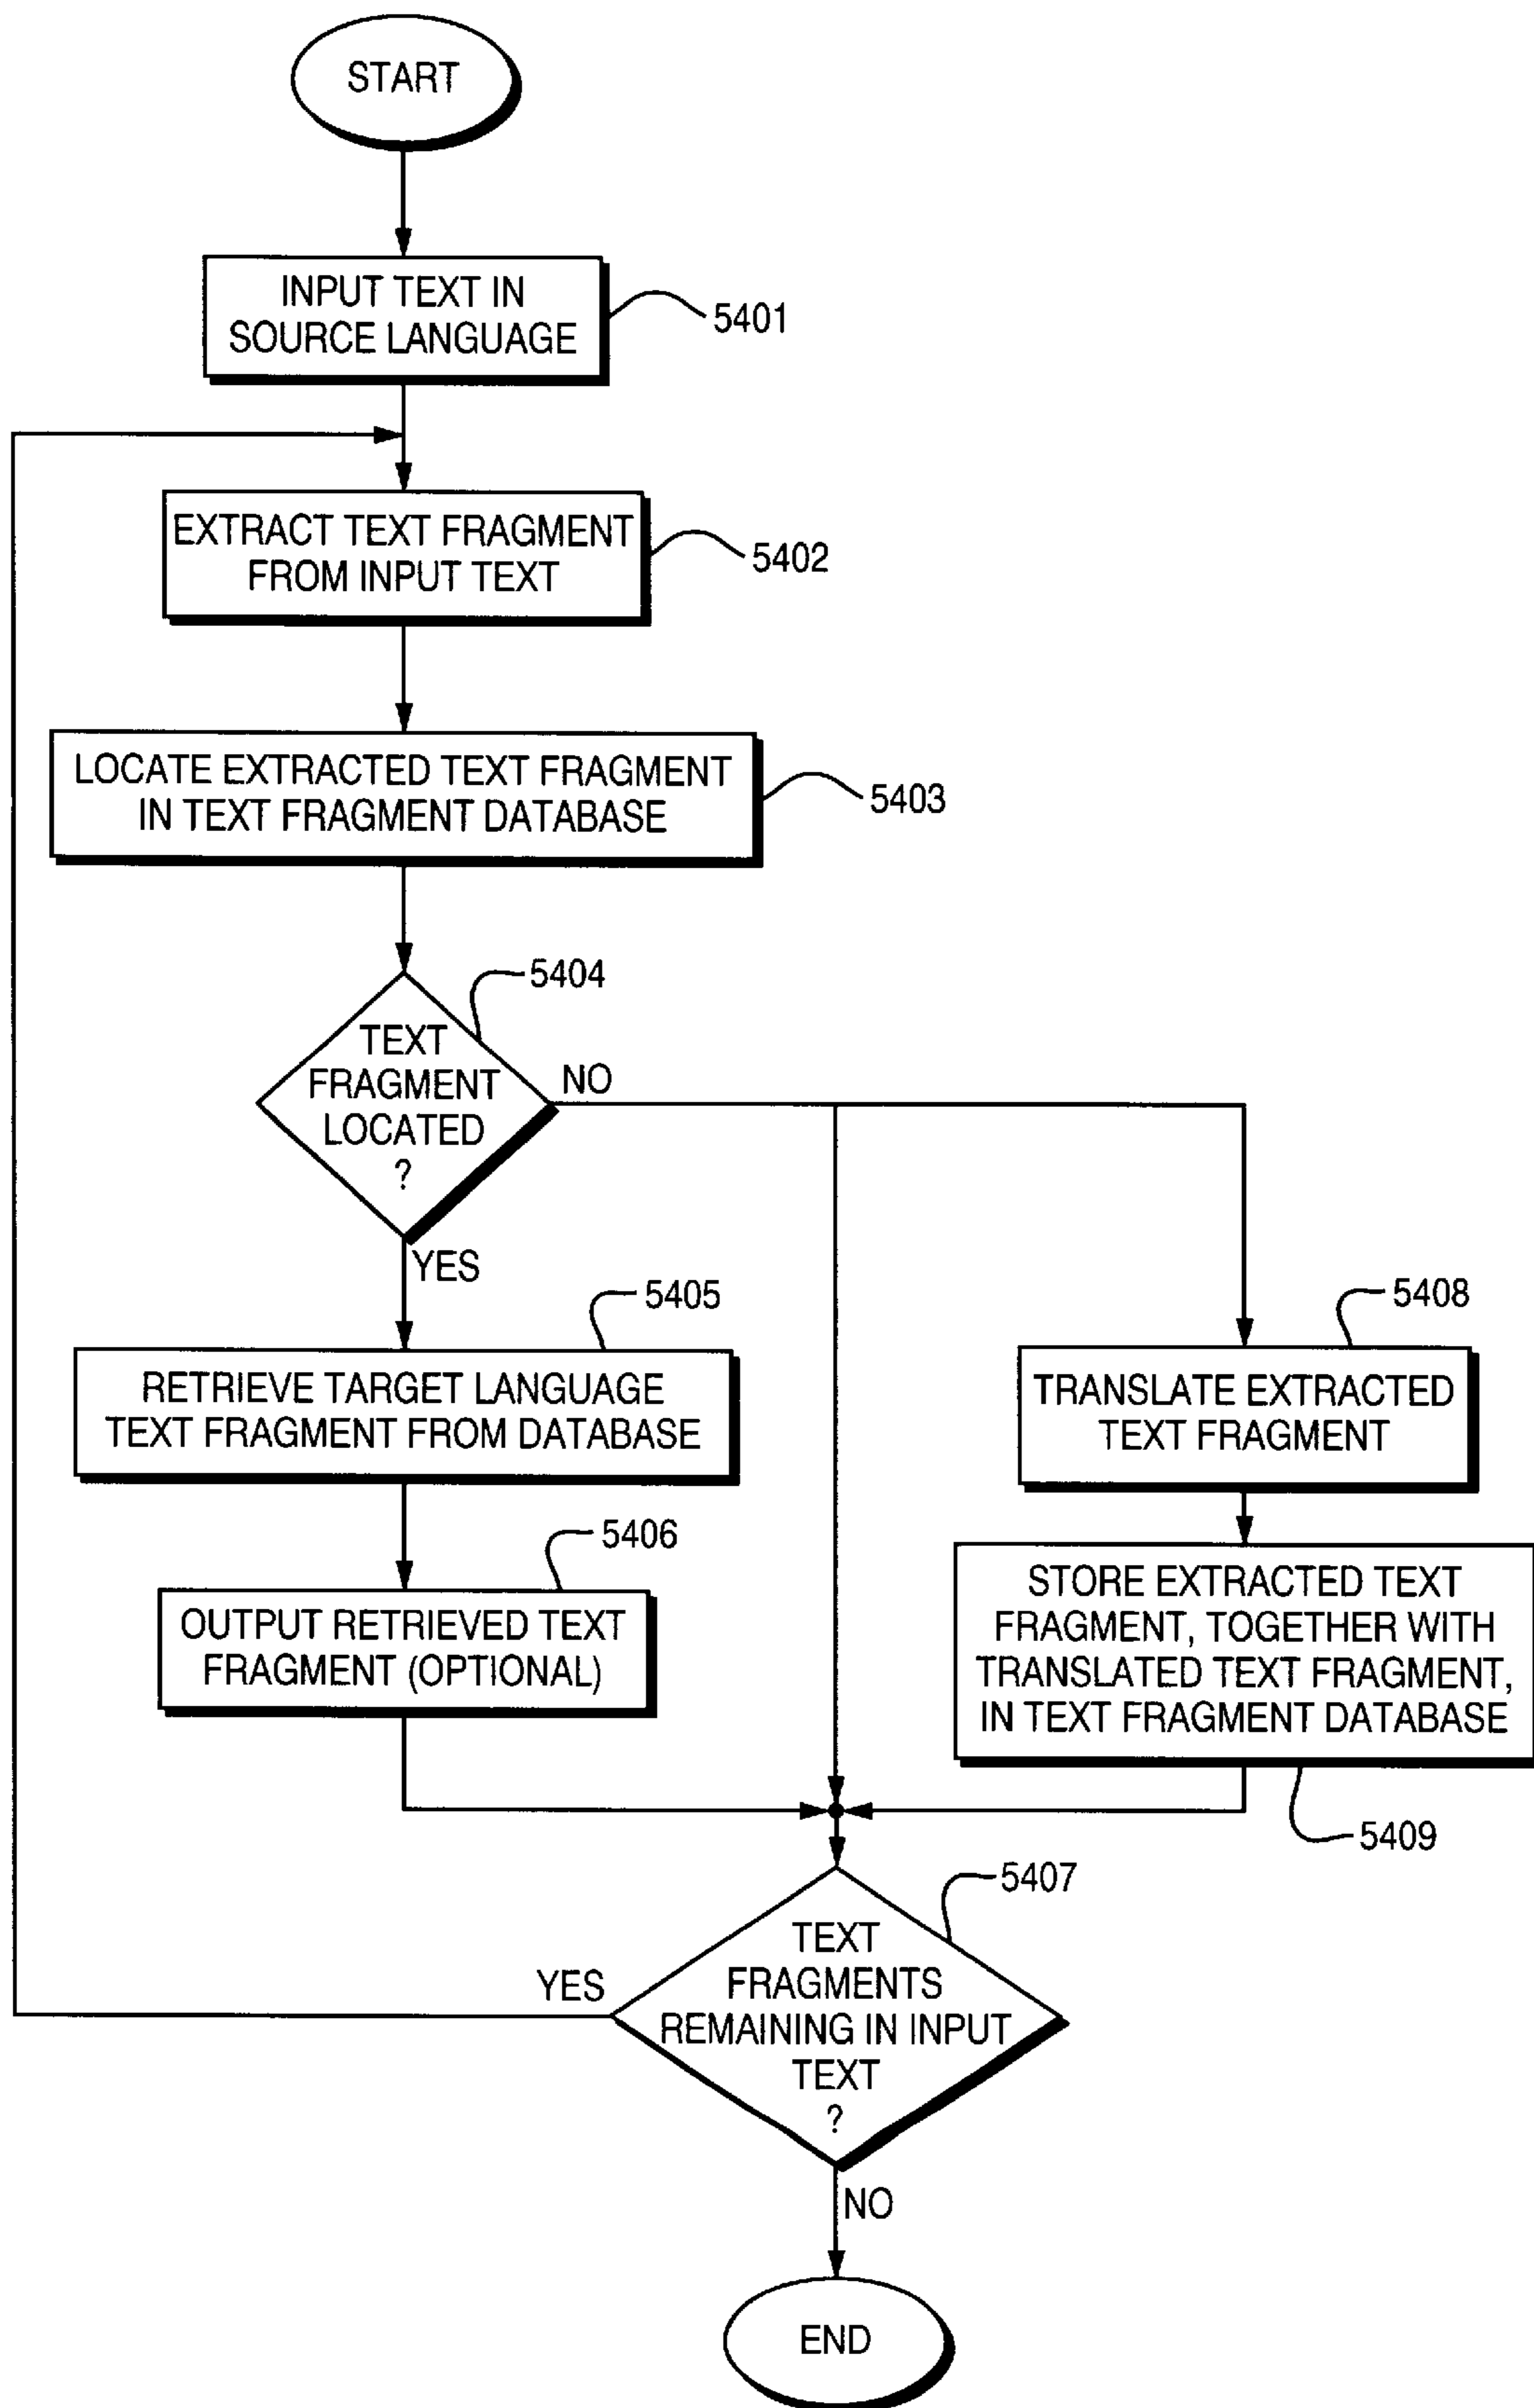 START
INPUT TEXT IN
SOURCE LANGUAGE
5401
EXTRACT TEXT FRAGMENT
FROM INPUT TEXT
5402
LOCATE EXTRACTED TEXT FRAGMENT
IN TEXT FRAGMENT DATABASE
5403
5404
TEXT
FRAGMENT
LOCATED
?
NO
YES
5405
RETRIEVE TARGET LANGUAGE
TEXT FRAGMENT FROM DATABASE
5408
TRANSLATE EXTRACTED
TEXT FRAGMENT
5406
OUTPUT RETRIEVED TEXT
FRAGMENT (OPTIONAL)
STORE EXTRACTED TEXT
FRAGMENT, TOGETHER WITH
TRANSLATED TEXT FRAGMENT,
IN TEXT FRAGMENT DATABASE
5409
5407
TEXT
FRAGMENTS
REMAINING IN INPUT
TEXT
?
YES
NO
END